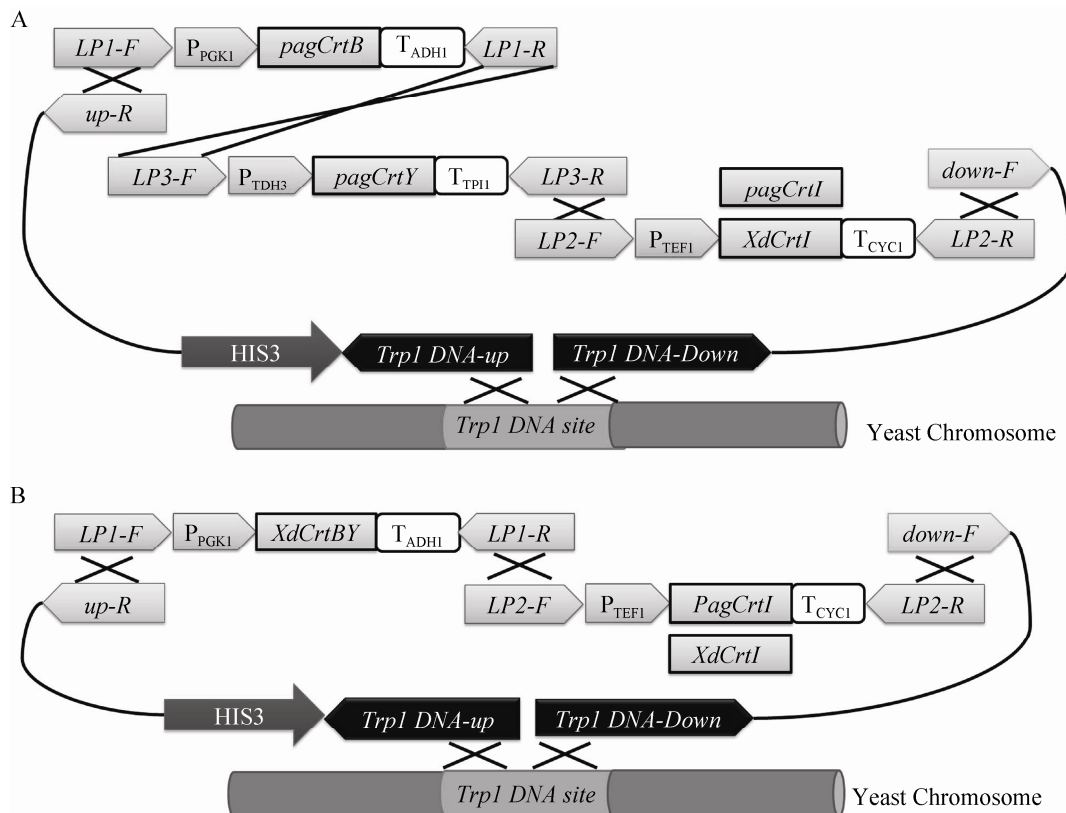 A
LP1-F PPGK1 pagCrtB TADH1 LP1-R
up-R
LP3-F PTDH3 pagCrtY TTPI1 LP3-R
pagCrtI
down-F
LP2-F PTEF1 XdCrtI TCYC1 LP2-R
HIS3 Trp1 DNA-up Trp1 DNA-Down
Trp1 DNA site
Yeast Chromosome
B
LP1-F PPGK1 XdCrtBY TADH1 LP1-R
down-F
up-R
LP2-F PTEF1 PagCrtI TCYC1 LP2-R
XdCrtI
HIS3 Trp1 DNA-up Trp1 DNA-Down
Trp1 DNA site
Yeast Chromosome